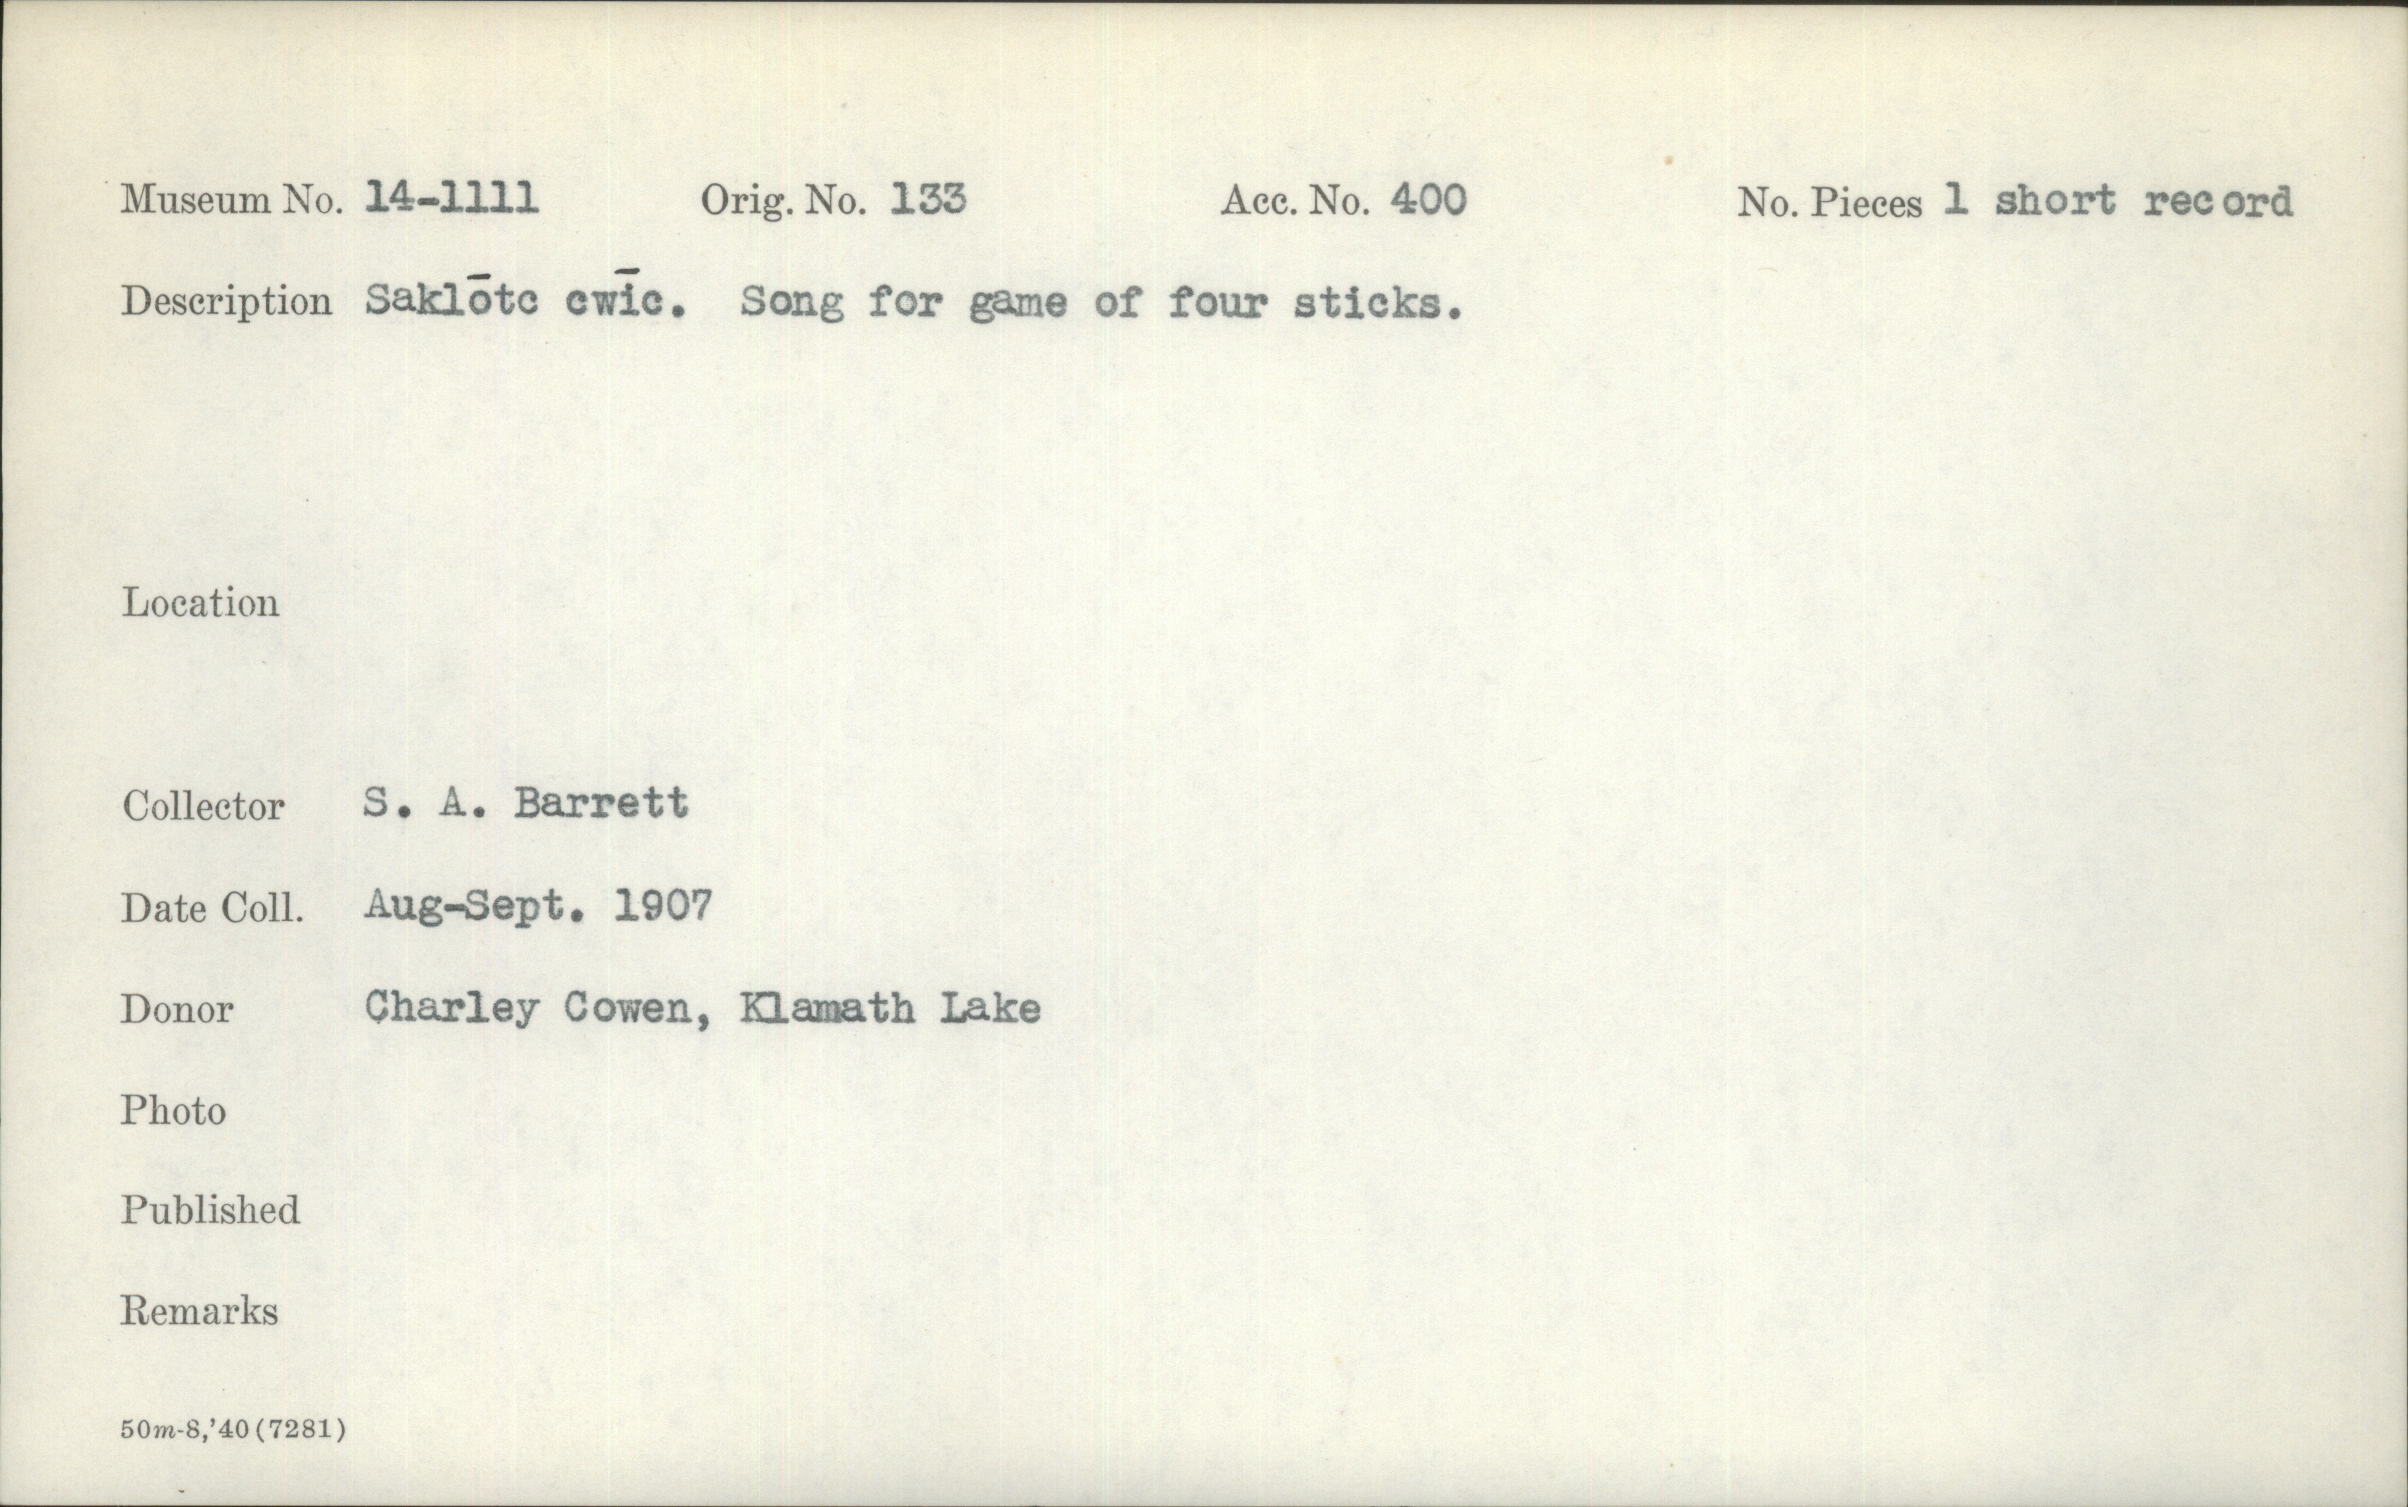 Museum No. 14-1111 Orig. No. 133 Acc. No. 400 No. Pieces 1 short record
Description Saklōtc cwīc. Song for game of four sticks.
Location
Collector S. A. Barrett
Date Coll. Aug-Sept. 1907
Donor Charley Cowen, Klamath Lake
Photo
Published
Remarks
50m-8,'40(7281)